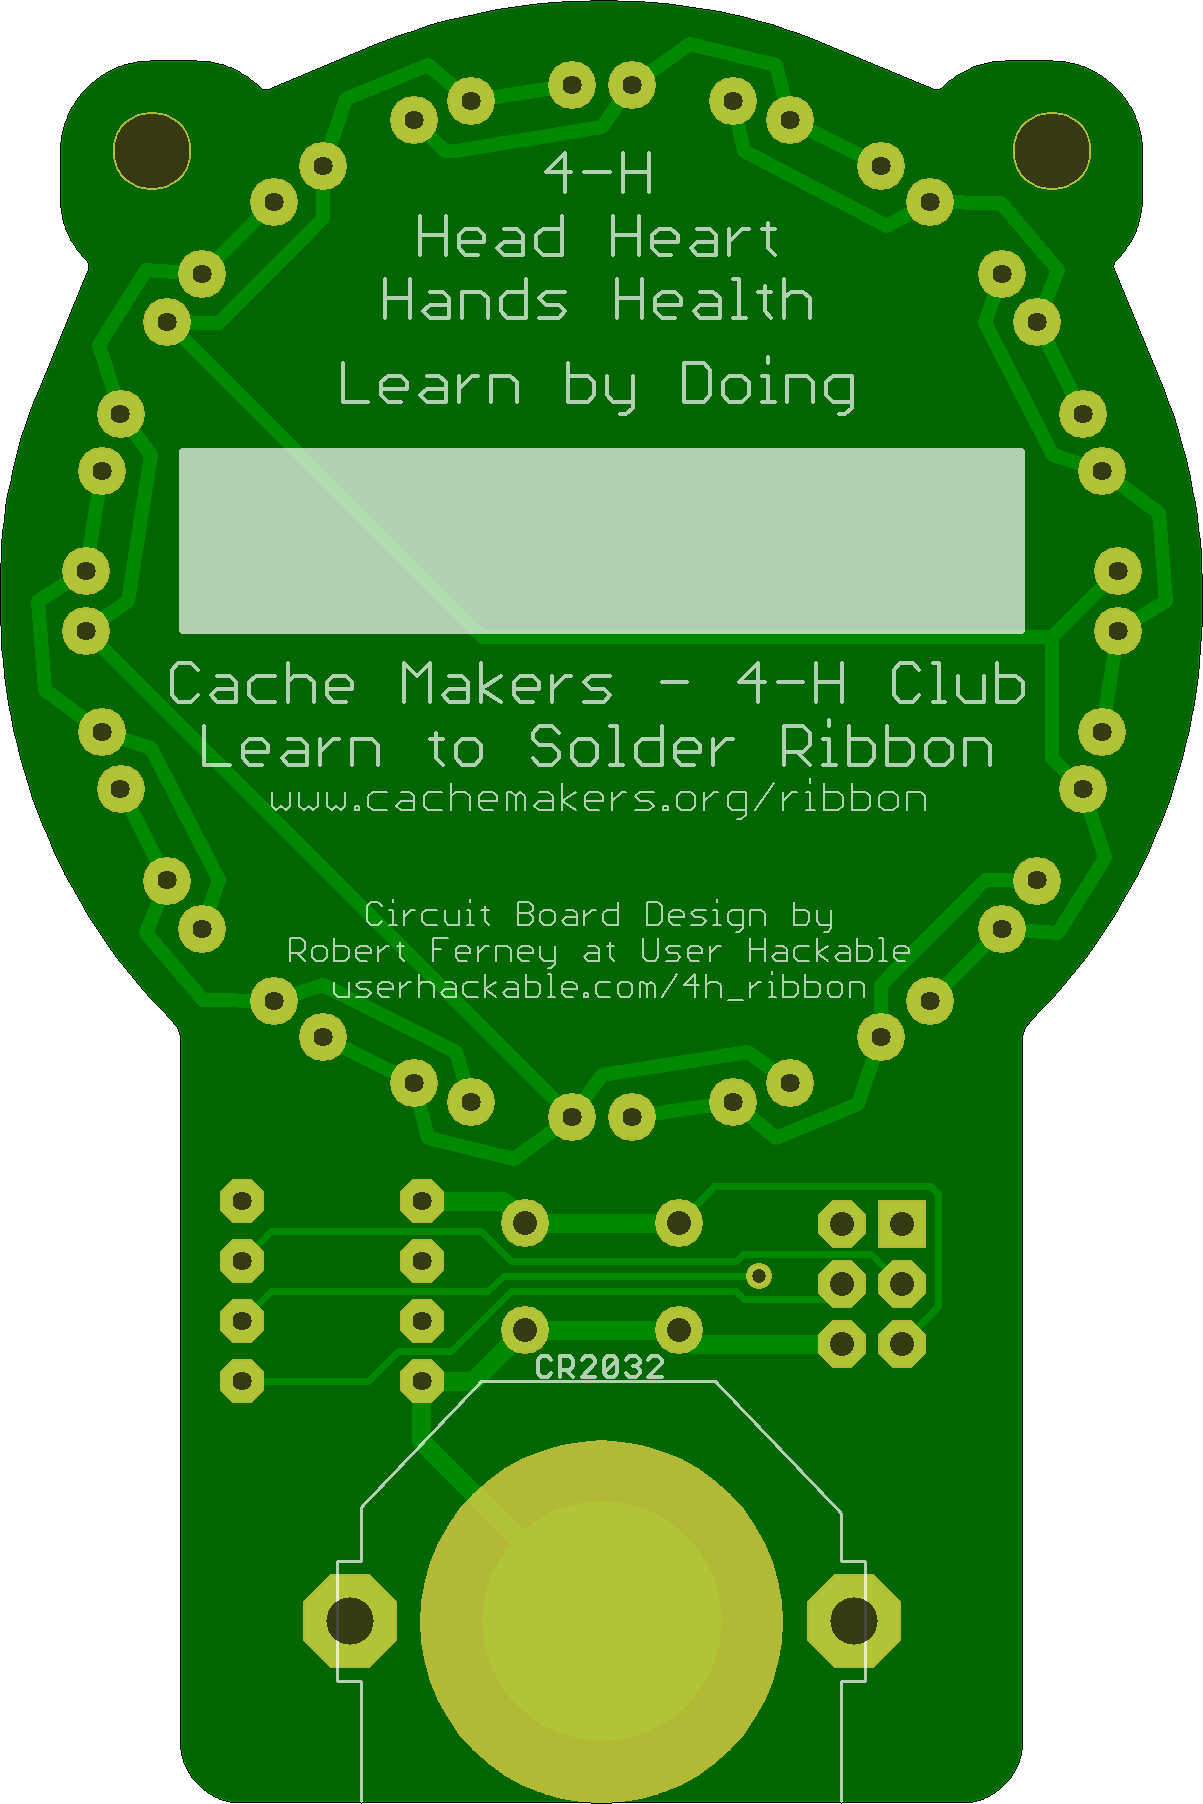 4-H
Head Heart
Hands Health
Learn by Doing
Cache Makers - 4-H Club
Learn to Solder Ribbon
www.cachemakers.org/ribbon
Circuit Board Design by
Robert Ferney at User Hackable
userhackable.com/4h_ribbon
CR2032